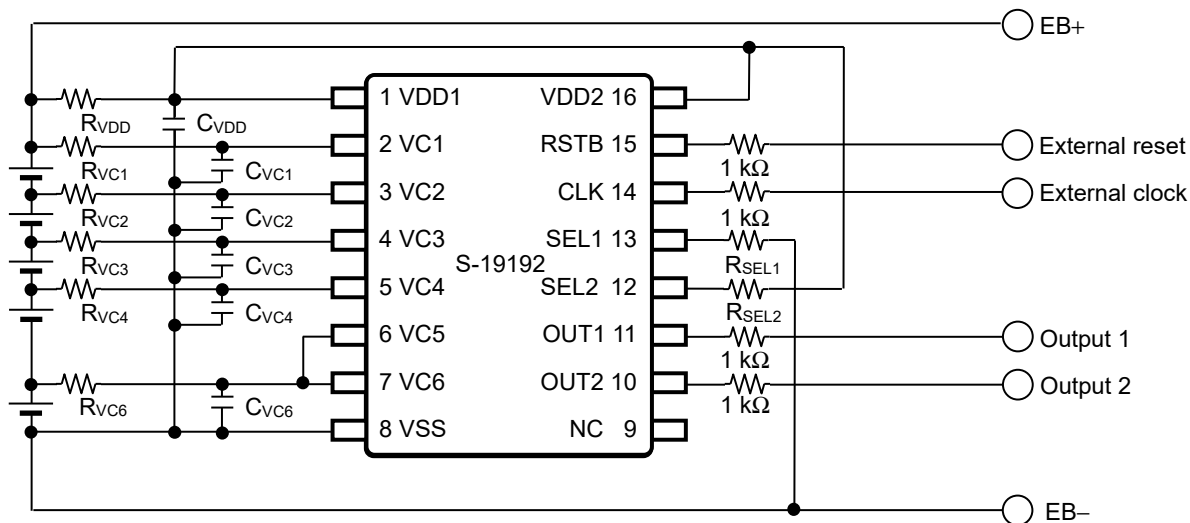 EB+
1 VDD1
VDD2 16
RVDD
CVDD
2 VC1
RSTB 15
External reset
RVC1
CVC1
1 kΩ
3 VC2
CLK 14
External clock
RVC2
CVC2
1 kΩ
4 VC3
SEL1 13
RVC3
CVC3
S-19192
RSEL1
5 VC4
SEL2 12
RVC4
CVC4
RSEL2
6 VC5
OUT1 11
Output 1
1 kΩ
7 VC6
OUT2 10
Output 2
RVC6
CVC6
1 kΩ
8 VSS
NC 9
EB−